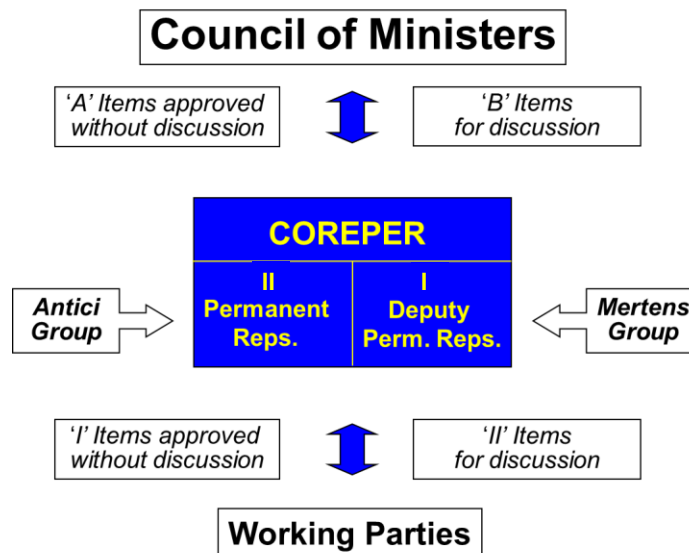 Council of Ministers
‘A’ Items approved
without discussion
‘B’ Items
for discussion
COREPER
II
Permanent
Reps.
I
Deputy
Perm. Reps.
Antici
Group
Mertens
Group
‘I’ Items approved
without discussion
‘II’ Items
for discussion
Working Parties